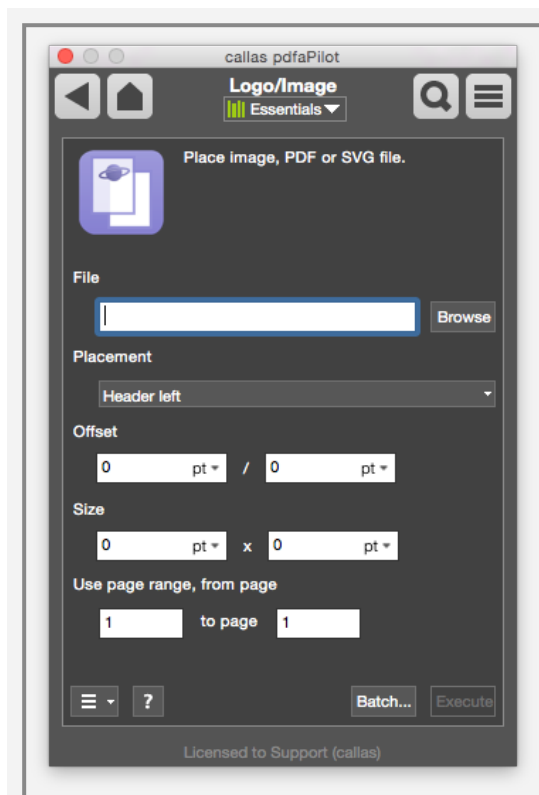 callas pdfaPilot
Logo/Image
Essentials
Place image, PDF or SVG file.
File
Browse
Placement
Header left
Offset
0 pt / 0 pt
Size
0 pt x 0 pt
Use page range, from page
1 to page 1
? Batch... Execute
Licensed to Support (callas)